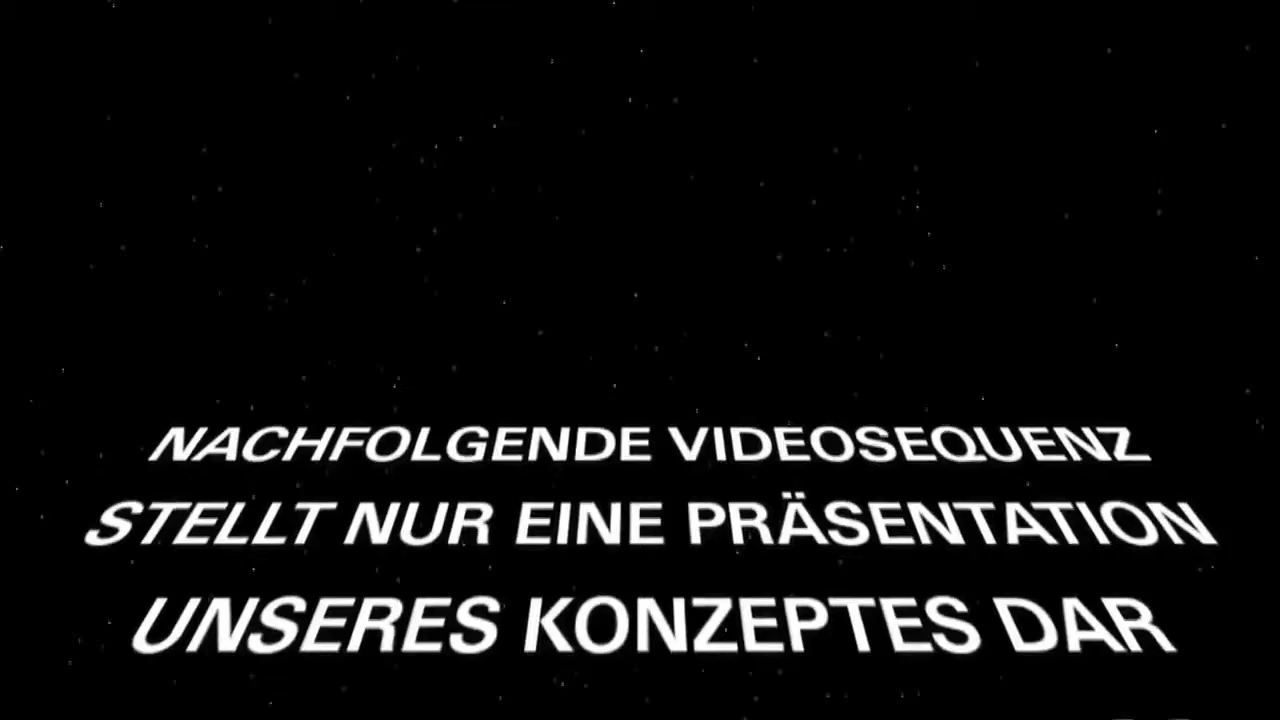 NACHFOLGENDE VIDEOSEQUENZ
STELLT NUR EINE PRÄSENTATION
UNSERES KONZEPTES DAR